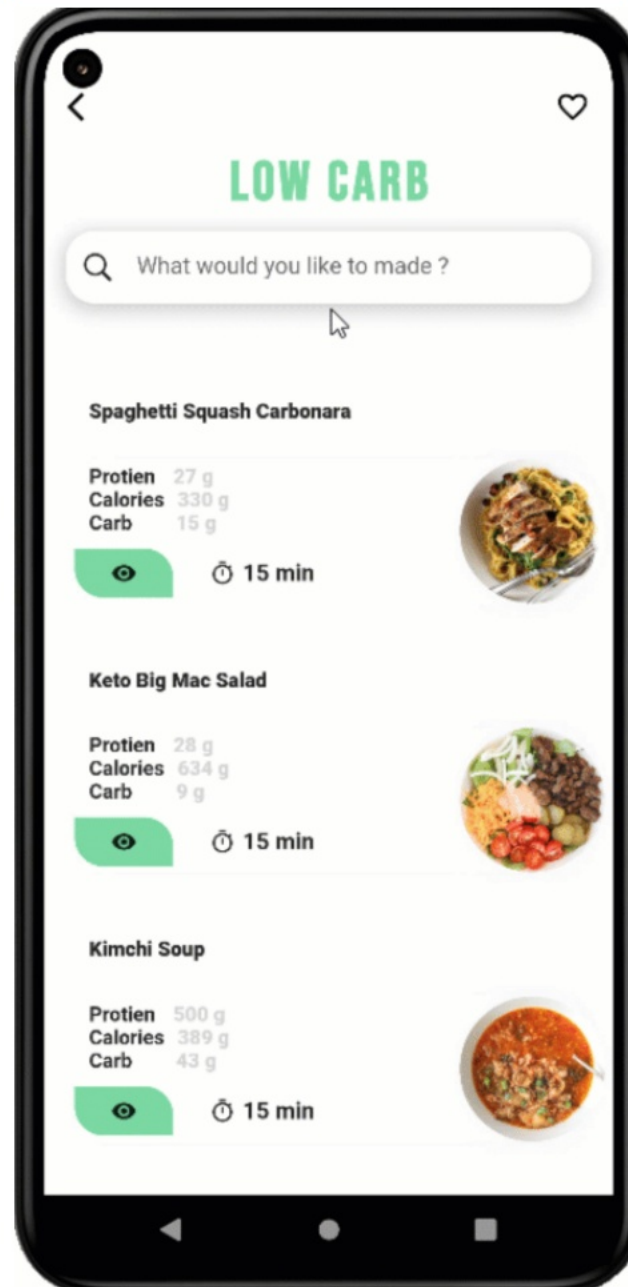 LOW CARB
What would you like to made ?
Spaghetti Squash Carbonara
Protien 27 g
Calories 330 g
Carb 15 g
15 min
Keto Big Mac Salad
Protien 28 g
Calories 634 g
Carb 9 g
15 min
Kimchi Soup
Protien 500 g
Calories 389 g
Carb 43 g
15 min